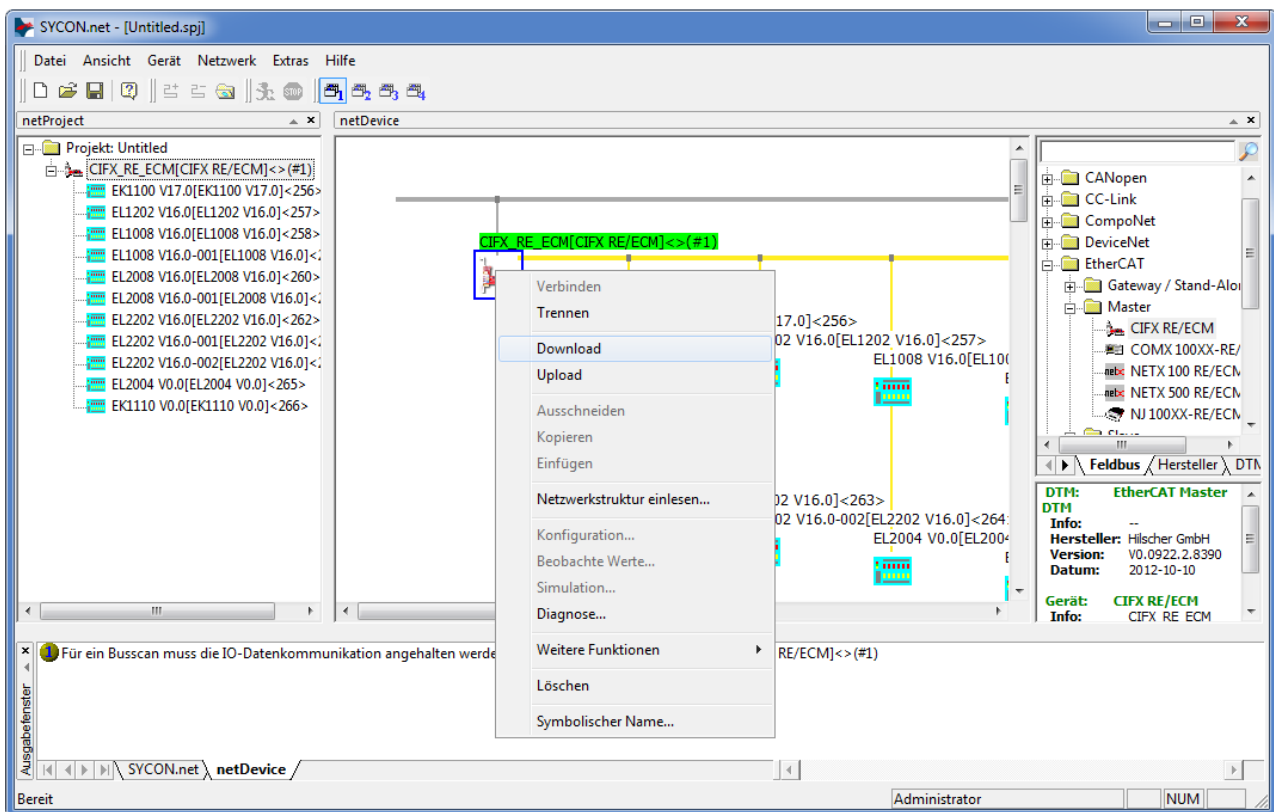 SYCON.net - [Untitled.spj]
Datei Ansicht Gerät Netzwerk Extras Hilfe
netProject
netDevice
Projekt: Untitled
CIFX_RE_ECM[CIFX RE/ECM]<>(#1)
EK1100 V17.0[EK1100 V17.0]<256>
EL1202 V16.0[EL1202 V16.0]<257>
EL1008 V16.0[EL1008 V16.0]<258>
EL1008 V16.0-001[EL1008 V16.0]<2
EL2008 V16.0[EL2008 V16.0]<260>
EL2008 V16.0-001[EL2008 V16.0]<2
EL2202 V16.0[EL2202 V16.0]<262>
EL2202 V16.0-001[EL2202 V16.0]<2
EL2202 V16.0-002[EL2202 V16.0]<2
EL2004 V0.0[EL2004 V0.0]<265>
EK1110 V0.0[EK1110 V0.0]<266>
CIFX_RE_ECM[CIFX RE/ECM]<>(#1)
17.0]<256>
02 V16.0[EL1202 V16.0]<257>
EL1008 V16.0[EL100
02 V16.0]<263>
02 V16.0-002[EL2202 V16.0]<264
EL2004 V0.0[EL2004
Verbinden
Trennen
Download
Upload
Ausschneiden
Kopieren
Einfügen
Netzwerkstruktur einlesen...
Konfiguration...
Beobachte Werte...
Simulation...
Diagnose...
Weitere Funktionen
Löschen
Symbolischer Name...
CANopen
CC-Link
CompoNet
DeviceNet
EtherCAT
Gateway / Stand-Alo
Master
CIFX RE/ECM
COMX 100XX-RE/
NETX 100 RE/ECM
NETX 500 RE/ECM
NJ 100XX-RE/ECM
Feldbus Hersteller DTM
DTM: EtherCAT Master
DTM
Info: --
Hersteller: Hilscher GmbH
Version: V0.0922.2.8390
Datum: 2012-10-10
Gerät: CIFX RE/ECM
Info: CIFX RE ECM
Für ein Busscan muss die IO-Datenkommunikation angehalten werde RE/ECM]<>(#1)
Ausgabefenster
SYCON.net netDevice
Bereit Administrator NUM